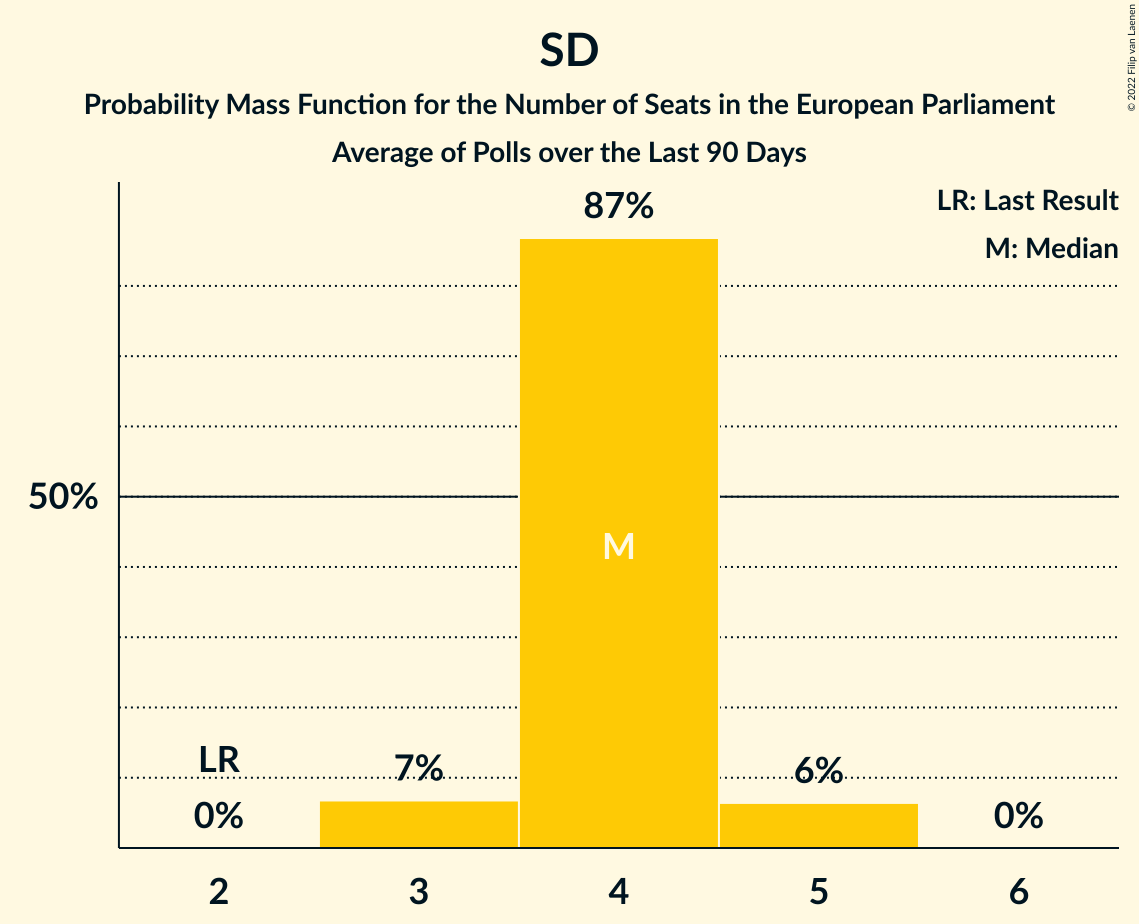 SD
Probability Mass Function for the Number of Seats in the European Parliament
Average of Polls over the Last 90 Days
© 2022 Filip van Laenen
LR: Last Result
M: Median
87%
50%
M
LR
7%
6%
0%
0%
2 3 4 5 6